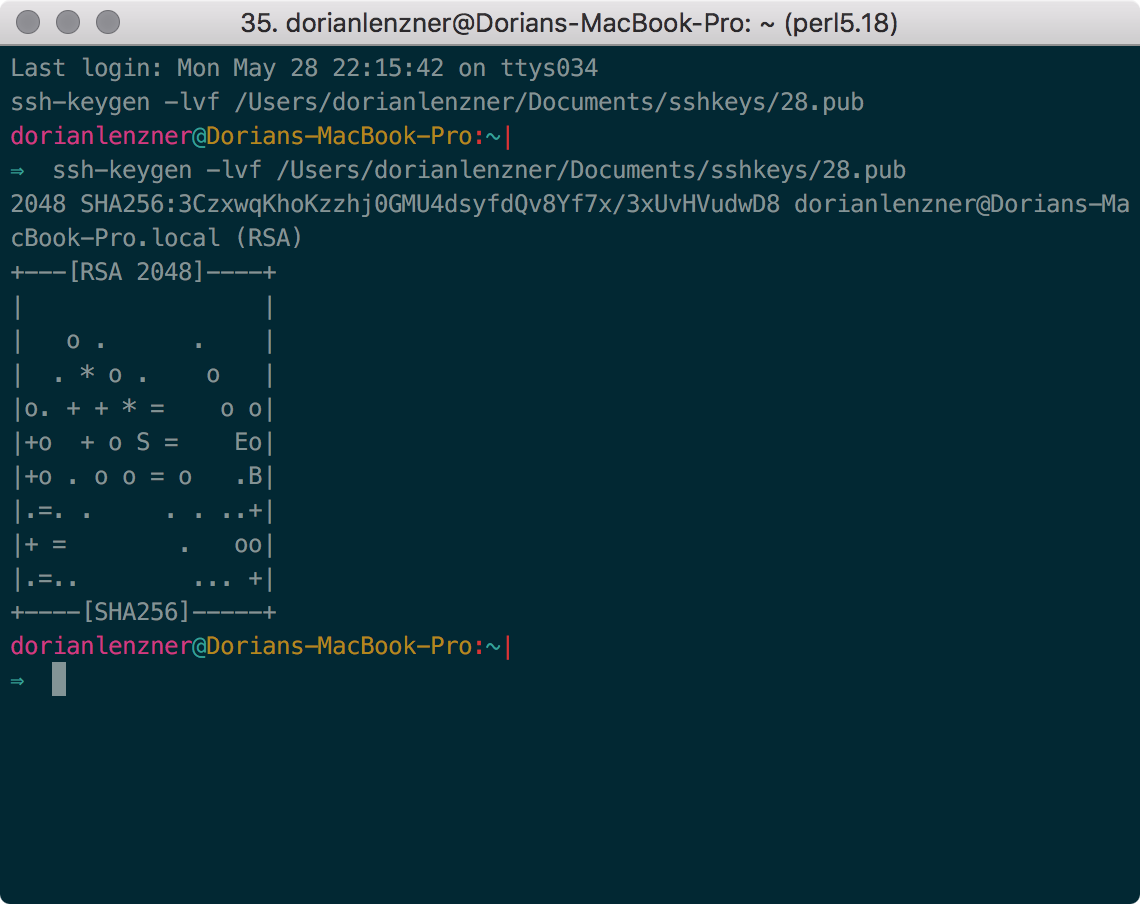 35. dorianlenzner@Dorians-MacBook-Pro: ~ (perl5.18)
Last login: Mon May 28 22:15:42 on ttys034
ssh-keygen -lvf /Users/dorianlenzner/Documents/sshkeys/28.pub
dorianlenzner@Dorians-MacBook-Pro:~|
⇒  ssh-keygen -lvf /Users/dorianlenzner/Documents/sshkeys/28.pub
2048 SHA256:3CzxwqKhoKzzhj0GMU4dsyfdQv8Yf7x/3xUvHVudwD8 dorianlenzner@Dorians-Ma
cBook-Pro.local (RSA)
+---[RSA 2048]----+
|                 |
|   o .      .    |
|  . * o .    o   |
|o. + + * =    o o|
|+o  + o S =    Eo|
|+o . o o = o   .B|
|.=. .     . . ..+|
|+ =        .   oo|
|.=..        ... +|
+----[SHA256]-----+
dorianlenzner@Dorians-MacBook-Pro:~|
⇒